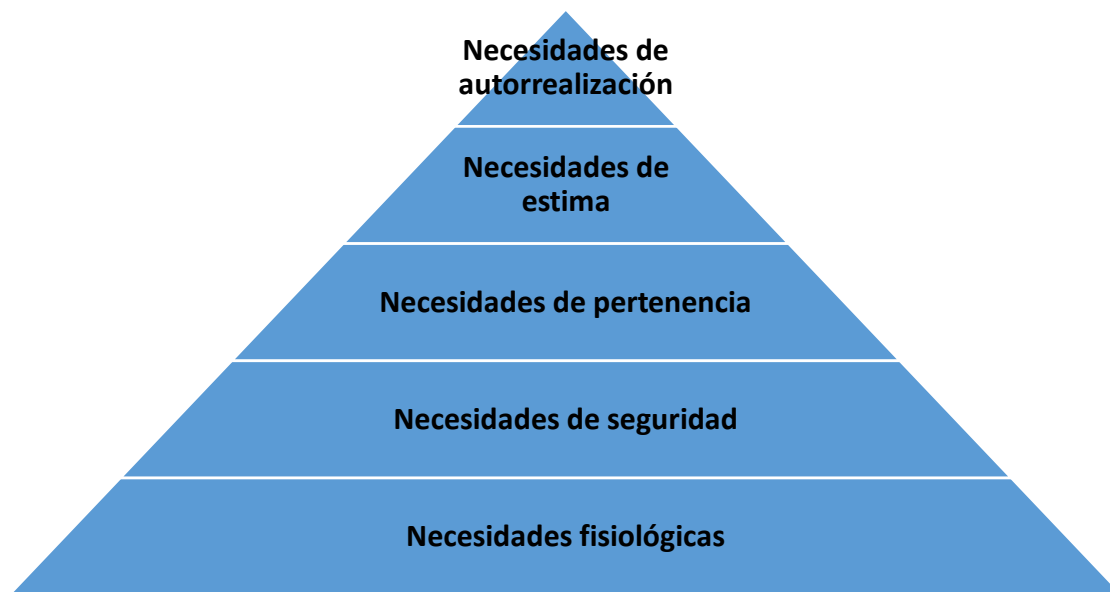 Necesidades de
autorrealización
Necesidades de
estima
Necesidades de pertenencia
Necesidades de seguridad
Necesidades fisiológicas